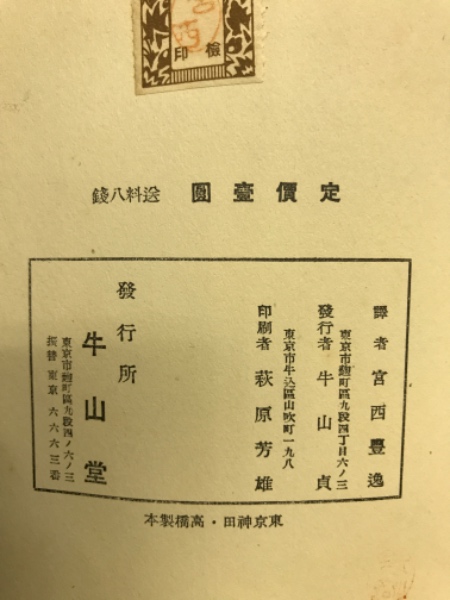 宮西
檢印
定價壹圓 送料八錢
譯者 宮西豐逸
東京市麴町區九段四丁目六ノ三
發行者 牛山貞
東京市牛込區山吹町一九八
印刷者 萩原芳雄
發行所
牛山堂
東京市麴町區九段四ノ六ノ三
振替東京六六六三番
東京神田・高橋製本